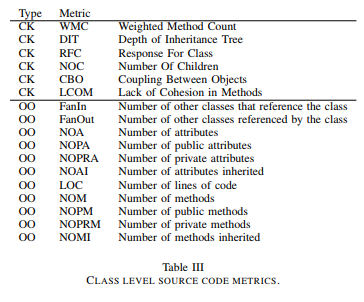 Type Metric
CK WMC Weighted Method Count
CK DIT Depth of Inheritance Tree
CK RFC Response For Class
CK NOC Number Of Children
CK CBO Coupling Between Objects
CK LCOM Lack of Cohesion in Methods
OO FanIn Number of other classes that reference the class
OO FanOut Number of other classes referenced by the class
OO NOA Number of attributes
OO NOPA Number of public attributes
OO NOPRA Number of private attributes
OO NOAI Number of attributes inherited
OO LOC Number of lines of code
OO NOM Number of methods
OO NOPM Number of public methods
OO NOPRM Number of private methods
OO NOMI Number of methods inherited
Table III
CLASS LEVEL SOURCE CODE METRICS.